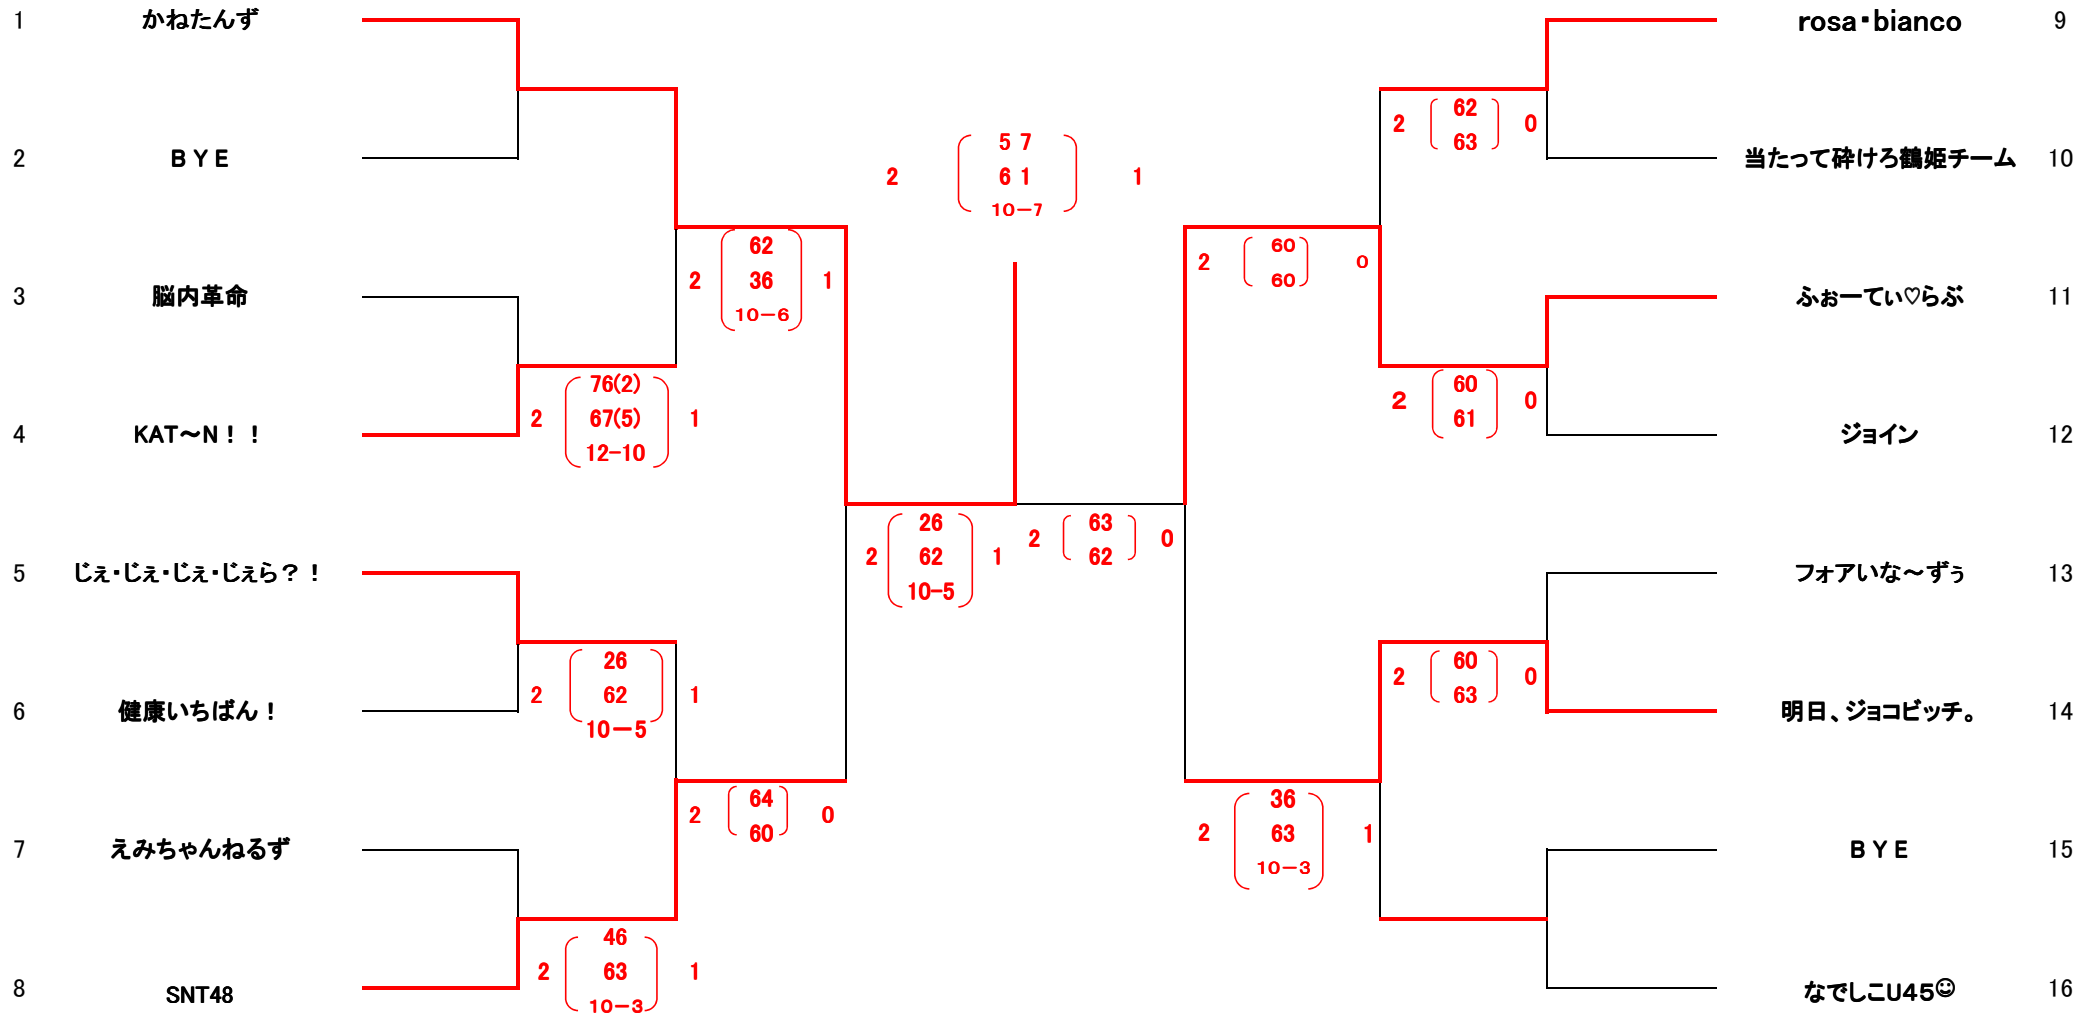 1 かねたんず
2 ＢＹＥ
3 脳内革命
4 KAT～N！！
5 じぇ・じぇ・じぇ・じぇら？！
6 健康いちばん！
7 えみちゃんねるず
8 SNT48
2 76(2) 1
67(5)
12-10
2 26 1
62
10－5
2 46 1
63
10－3
2 62 1
36
10－6
2 64 0
60
2 26 1
62
10-5
2 5 7 1
6 1
10－7
2 63 0
62
2 60 0
60
2 36 1
63
10－3
2 62 0
63
2 60 0
61
2 60 0
63
rosa・bianco 9
当たって砕けろ鶴姫チーム 10
ふぉーてぃ♡らぶ 11
ジョイン 12
フォアいな～ずぅ 13
明日、ジョコビッチ。 14
ＢＹＥ 15
なでしこU45☺ 16